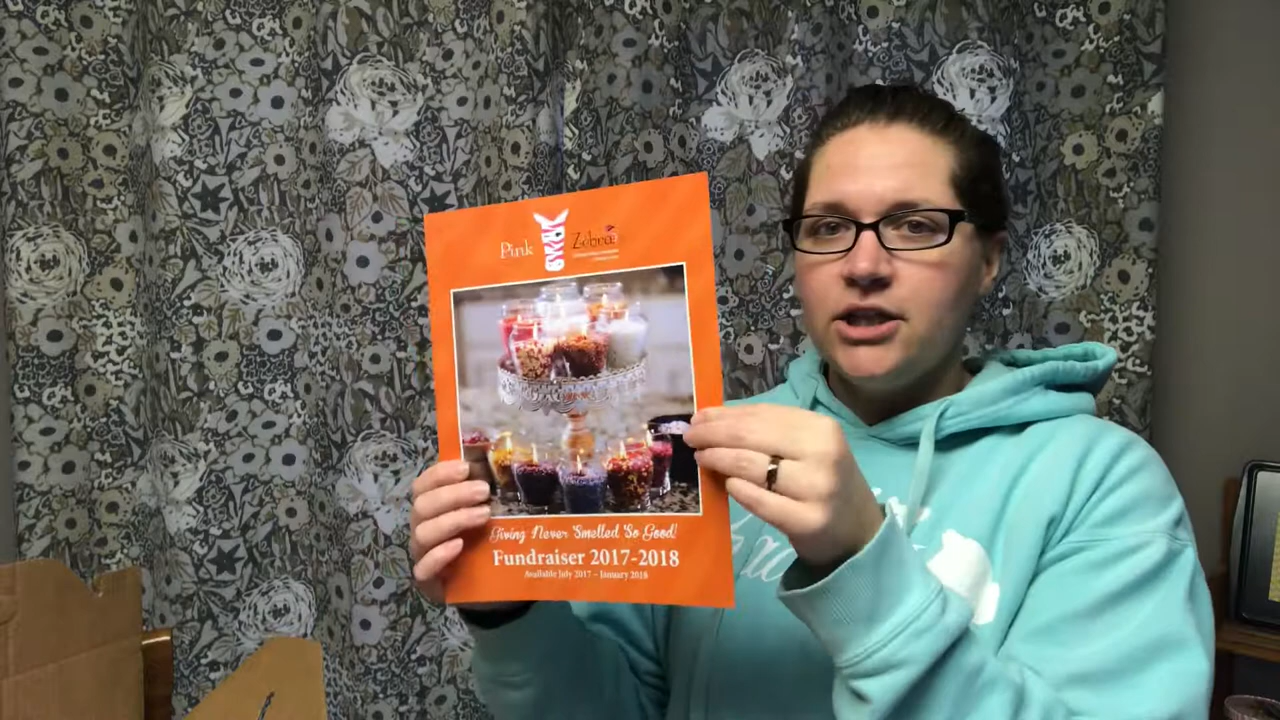 Pink Zebra
Giving Never Smelled So Good!
Fundraiser 2017-2018
Available July 2017 - January 2018